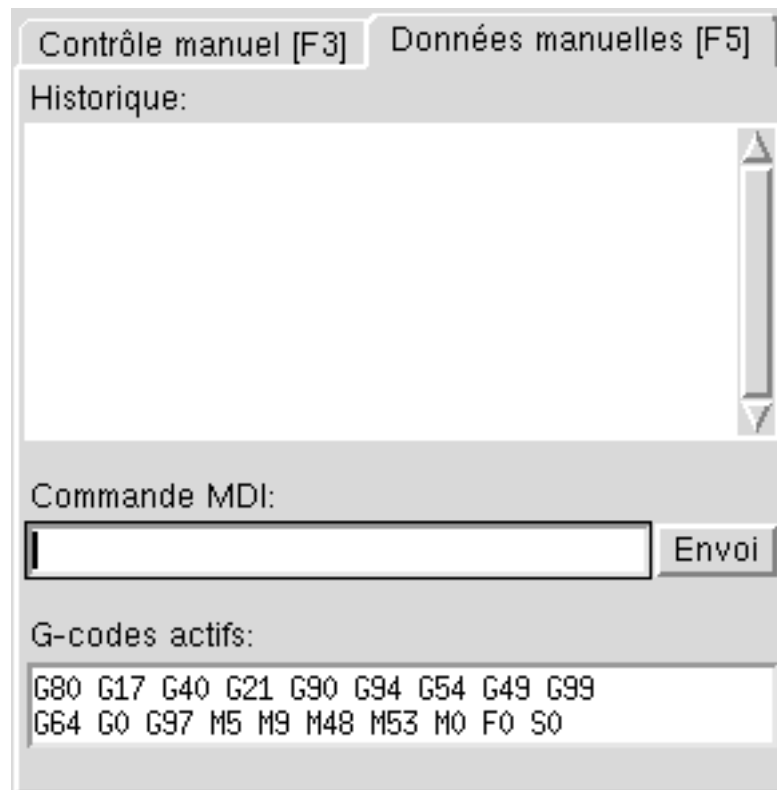 Contrôle manuel [F3] Données manuelles [F5]
Historique:
Commande MDI:
Envoi
G-codes actifs:
G80 G17 G40 G21 G90 G94 G54 G49 G99
G64 G0 G97 M5 M9 M48 M53 M0 F0 S0